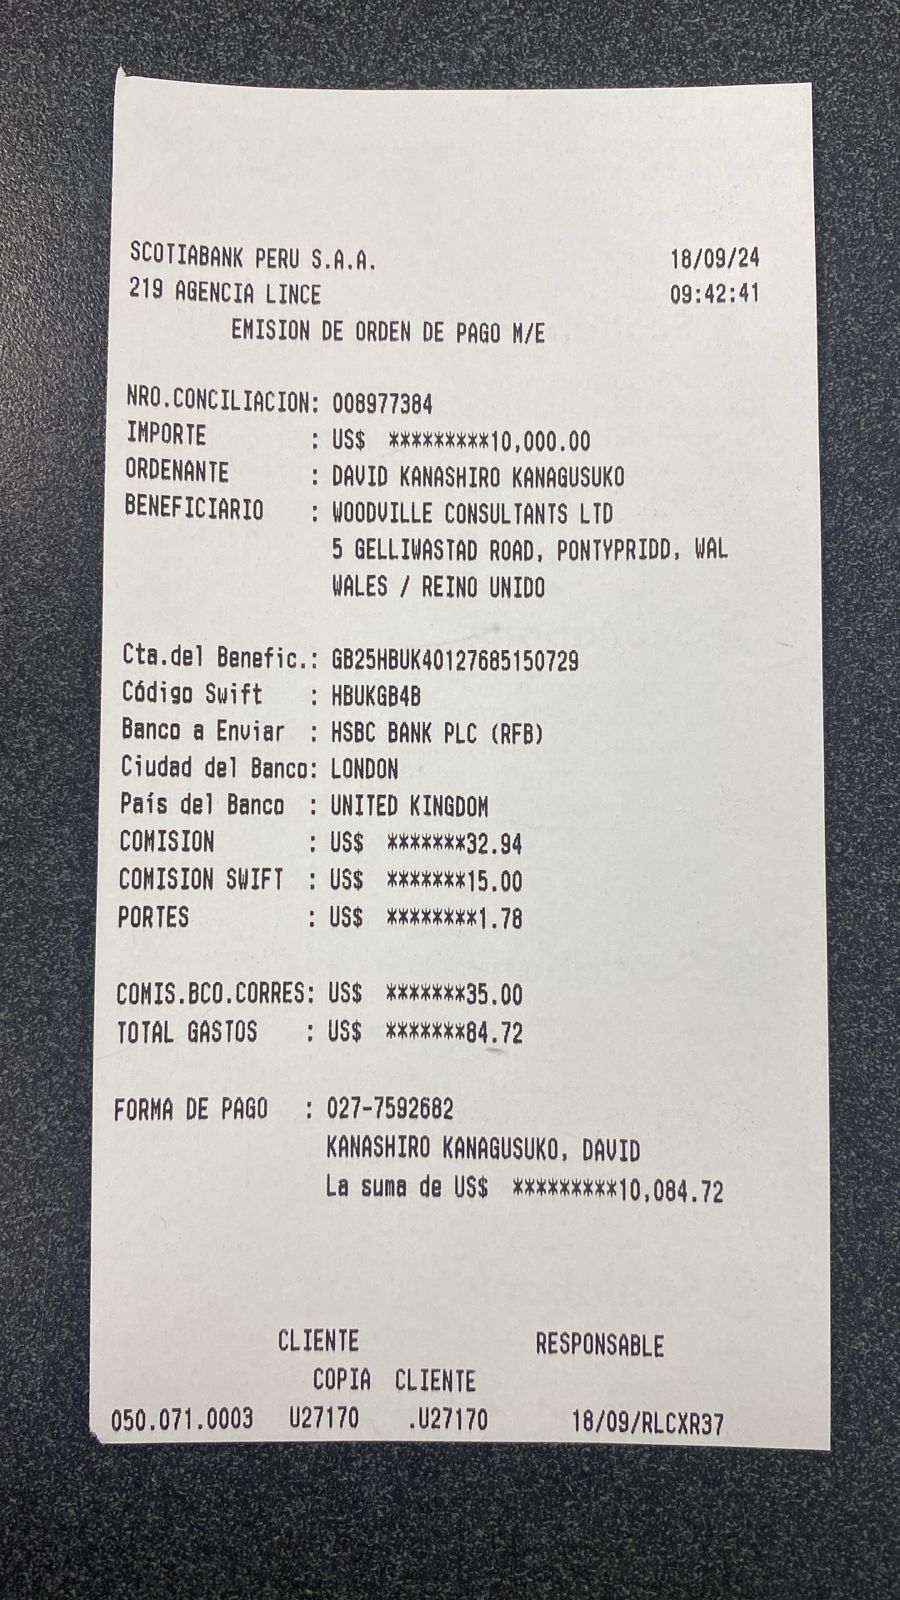 SCOTIABANK PERU S.A.A. 18/09/24
219 AGENCIA LINCE 09:42:41
EMISION DE ORDEN DE PAGO M/E
NRO.CONCILIACION: 008977384
IMPORTE : US$ *********10,000.00
ORDENANTE : DAVID KANASHIRO KANAGUSUKO
BENEFICIARIO : WOODVILLE CONSULTANTS LTD
5 GELLIWASTAD ROAD, PONTYPRIDD, WAL
WALES / REINO UNIDO
Cta.del Benefic.: GB25HBUK40127685150729
Código Swift : HBUKGB4B
Banco a Enviar : HSBC BANK PLC (RFB)
Ciudad del Banco: LONDON
País del Banco : UNITED KINGDOM
COMISION : US$ *******32.94
COMISION SWIFT : US$ *******15.00
PORTES : US$ ********1.78
COMIS.BCO.CORRES: US$ *******35.00
TOTAL GASTOS : US$ *******84.72
FORMA DE PAGO : 027-7592682
KANASHIRO KANAGUSUKO, DAVID
La suma de US$ *********10,084.72
CLIENTE RESPONSABLE
COPIA CLIENTE
050.071.0003 U27170 .U27170 18/09/RLCXR37